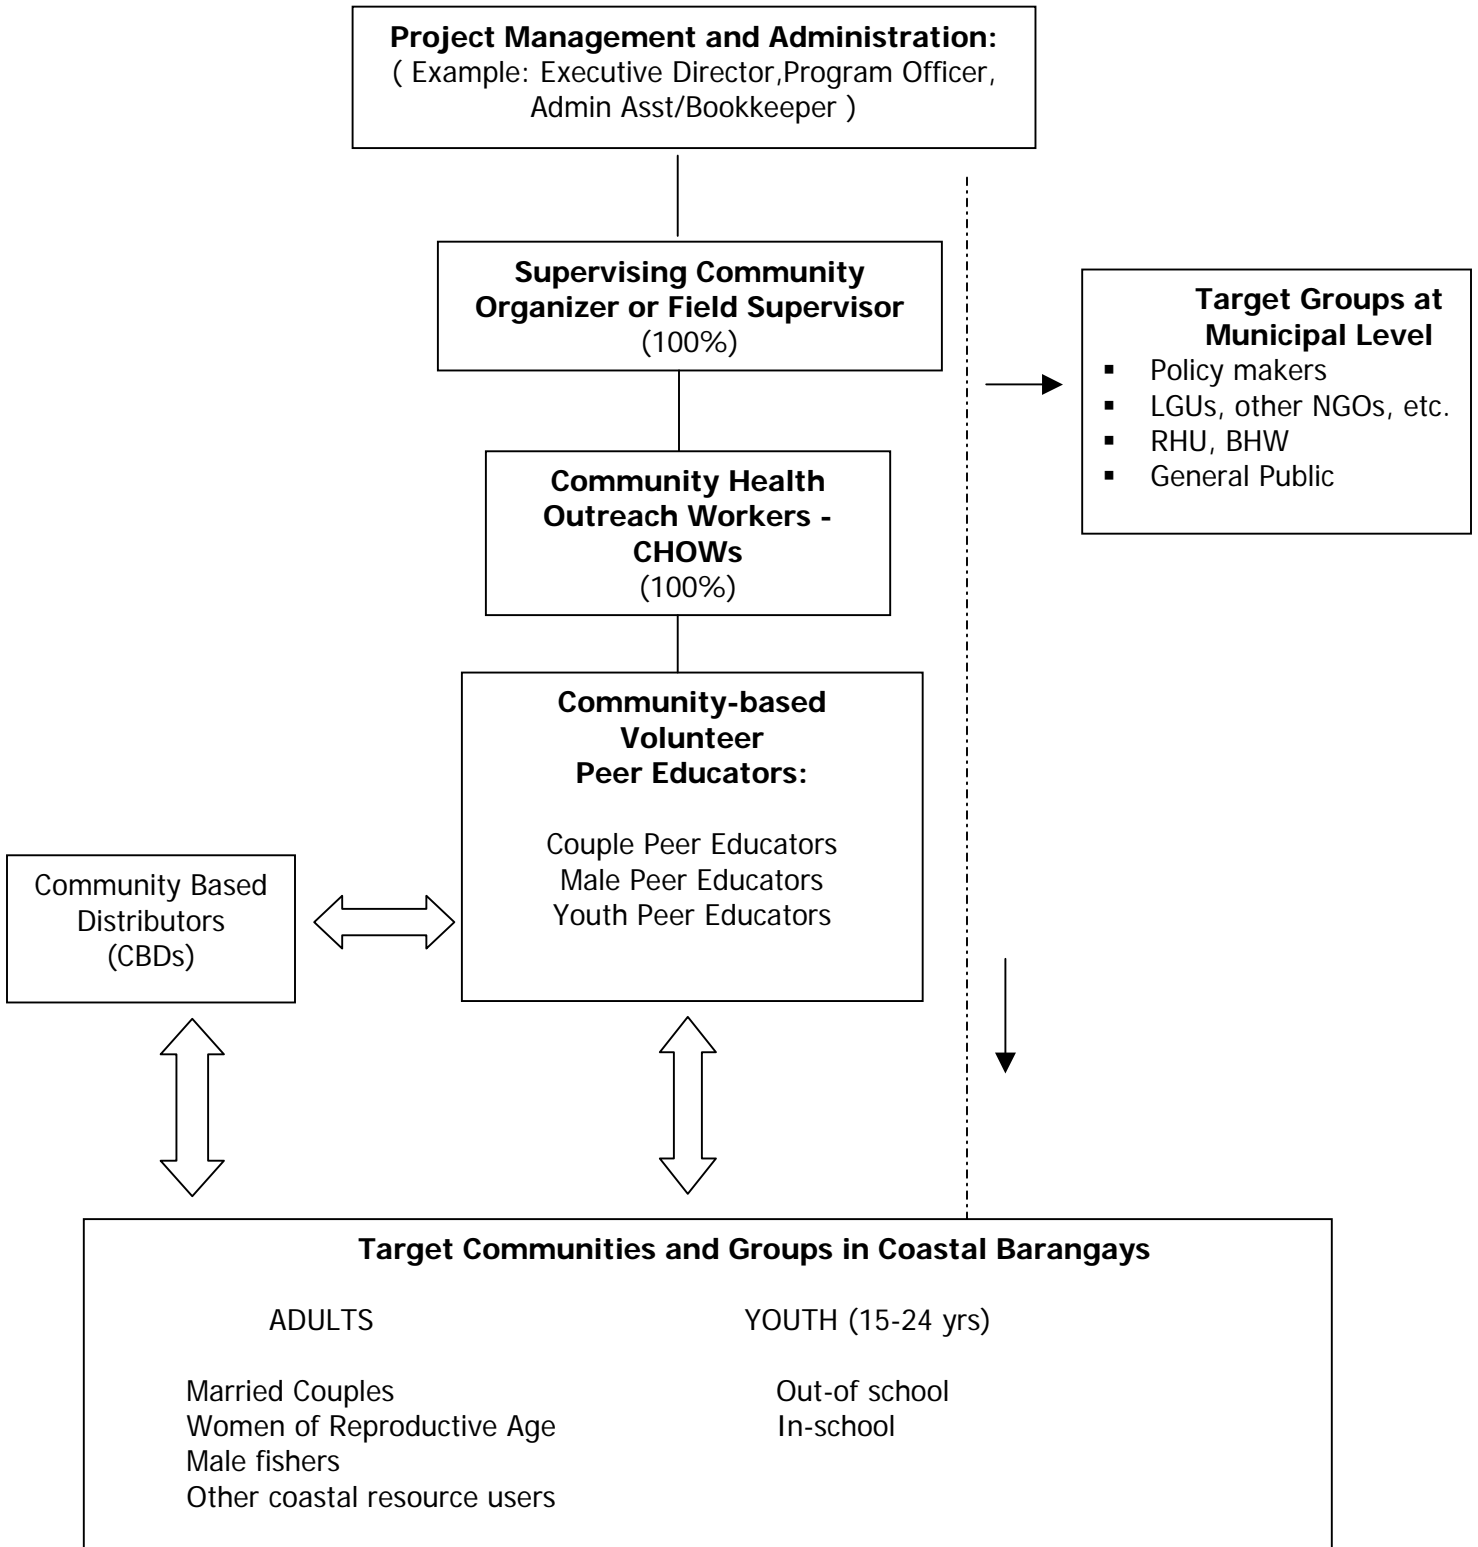 Project Management and Administration:
( Example: Executive Director,Program Officer,
Admin Asst/Bookkeeper )
Supervising Community
Organizer or Field Supervisor
(100%)
Target Groups at
Municipal Level
▪ Policy makers
▪ LGUs, other NGOs, etc.
▪ RHU, BHW
▪ General Public
Community Health
Outreach Workers -
CHOWs
(100%)
Community-based
Volunteer
Peer Educators:
Couple Peer Educators
Male Peer Educators
Youth Peer Educators
Community Based
Distributors
(CBDs)
Target Communities and Groups in Coastal Barangays
ADULTS
Married Couples
Women of Reproductive Age
Male fishers
Other coastal resource users
YOUTH (15-24 yrs)
Out-of school
In-school